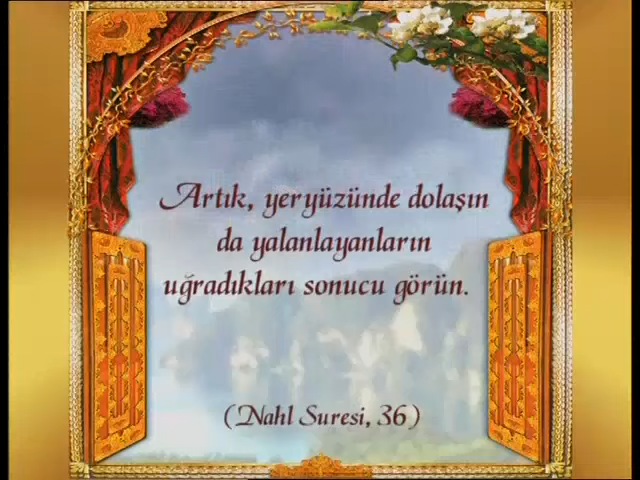 Artık, yeryüzünde dolaşın
da yalanlayanların
uğradıkları sonucu görün.
(Nahl Suresi, 36)